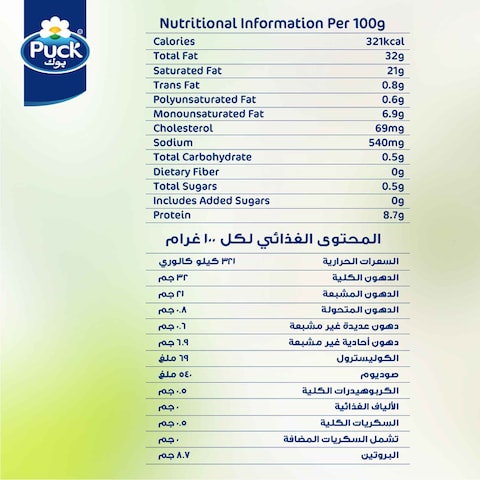 Puck
بوك
Nutritional Information Per 100g
Calories 321kcal
Total Fat 32g
Saturated Fat 21g
Trans Fat 0.8g
Polyunsaturated Fat 0.6g
Monounsaturated Fat 6.9g
Cholesterol 69mg
Sodium 540mg
Total Carbohydrate 0.5g
Dietary Fiber 0g
Total Sugars 0.5g
Includes Added Sugars 0g
Protein 8.7g
المحتوى الغذائي لكل ١٠٠ غرام
السعرات الحرارية ٣٢١ كيلو كالوري
الدهون الكلية ٣٢ جم
الدهون المشبعة ٢١ جم
الدهون المتحولة ٠.٨ جم
دهون عديدة غير مشبعة ٠.٦ جم
دهون أحادية غير مشبعة ٦.٩ جم
الكوليسترول ٦٩ ملغ
صوديوم ٥٤٠ ملغ
الكربوهيدرات الكلية ٠.٥ جم
الألياف الغذائية ٠ جم
السكريات الكلية ٠.٥ جم
تشمل السكريات المضافة ٠ جم
البروتين ٨.٧ جم